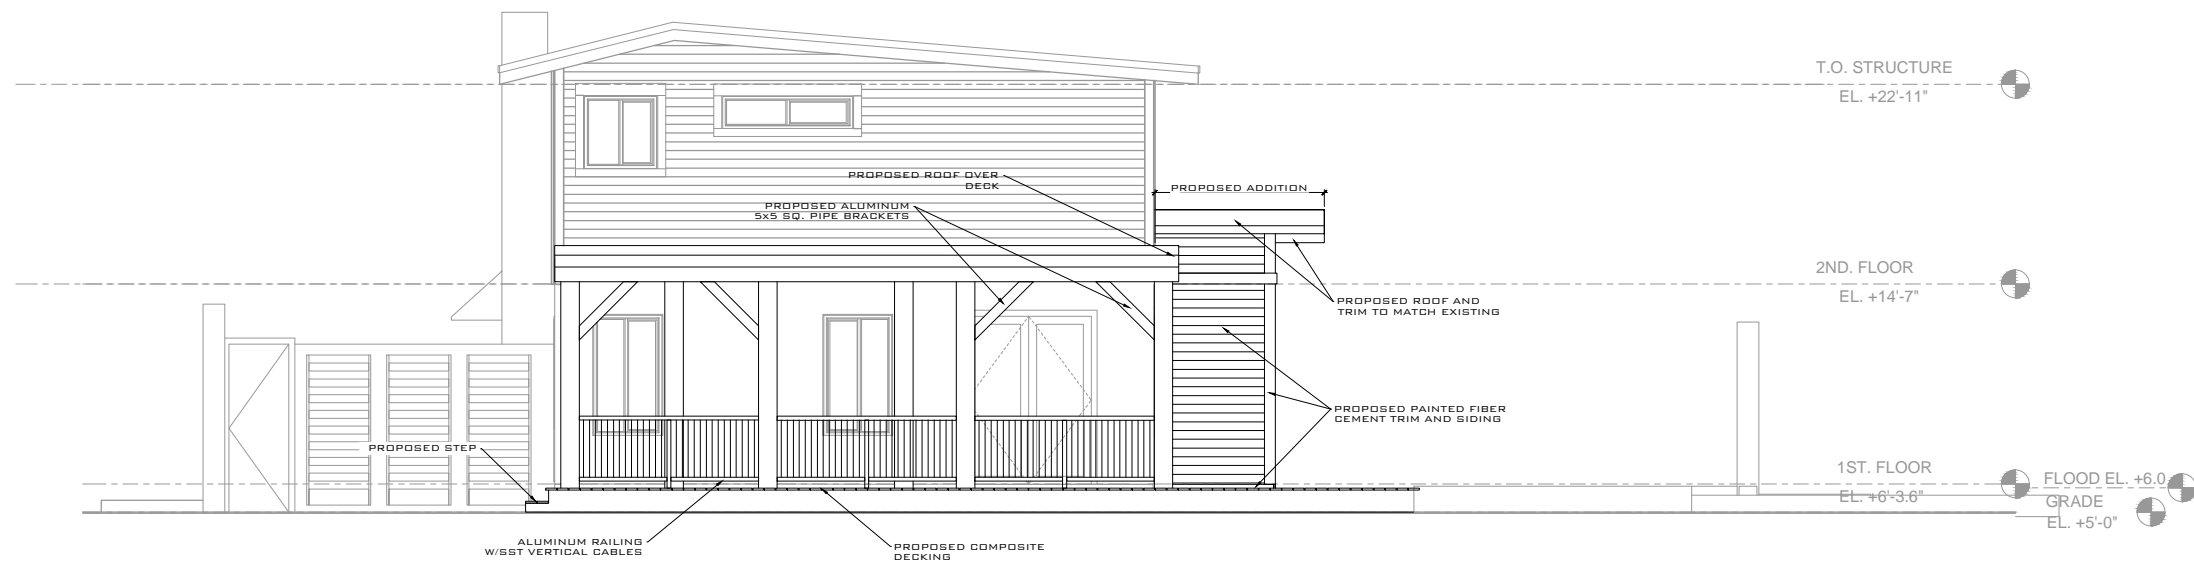 T.O. STRUCTURE
EL. +22'-11"
PROPOSED ROOF OVER
DECK
PROPOSED ADDITION
PROPOSED ALUMINUM
5x5 SQ. PIPE BRACKETS
2ND. FLOOR
EL. +14'-7"
PROPOSED ROOF AND
TRIM TO MATCH EXISTING
PROPOSED PAINTED FIBER
CEMENT TRIM AND SIDING
PROPOSED STEP
1ST. FLOOR
EL. +6'-3.6"
FLOOD EL. +6.0
GRADE
EL. +5'-0"
ALUMINUM RAILING
W/SST VERTICAL CABLES
PROPOSED COMPOSITE
DECKING